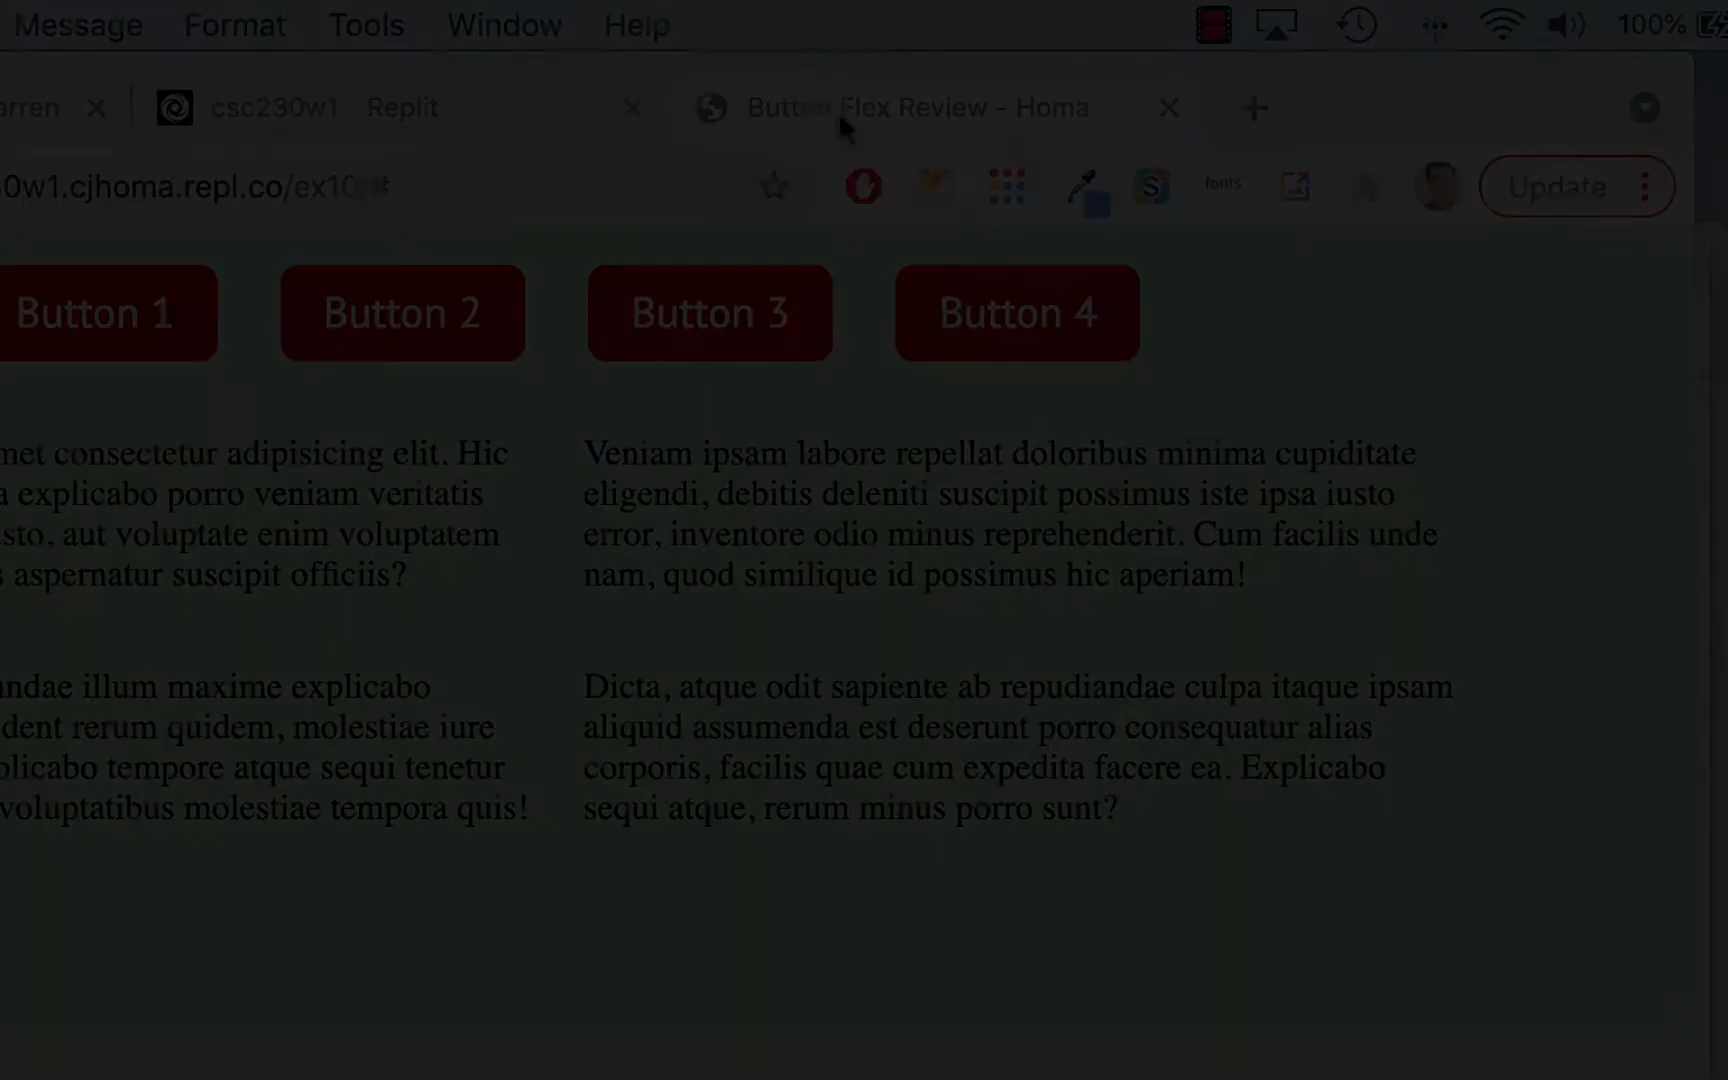 Message Format Tools Window Help 100%
arren csc230w1 Replit Button Flex Review - Homa
0w1.cjhoma.repl.co/ex10 fonts Update
Button 1 Button 2 Button 3 Button 4
met consectetur adipisicing elit. Hic
a explicabo porro veniam veritatis
sto, aut voluptate enim voluptatem
s aspernatur suscipit officiis?
Veniam ipsam labore repellat doloribus minima cupiditate
eligendi, debitis deleniti suscipit possimus iste ipsa iusto
error, inventore odio minus reprehenderit. Cum facilis unde
nam, quod similique id possimus hic aperiam!
andae illum maxime explicabo
dent rerum quidem, molestiae iure
plicabo tempore atque sequi tenetur
voluptatibus molestiae tempora quis!
Dicta, atque odit sapiente ab repudiandae culpa itaque ipsam
aliquid assumenda est deserunt porro consequatur alias
corporis, facilis quae cum expedita facere ea. Explicabo
sequi atque, rerum minus porro sunt?